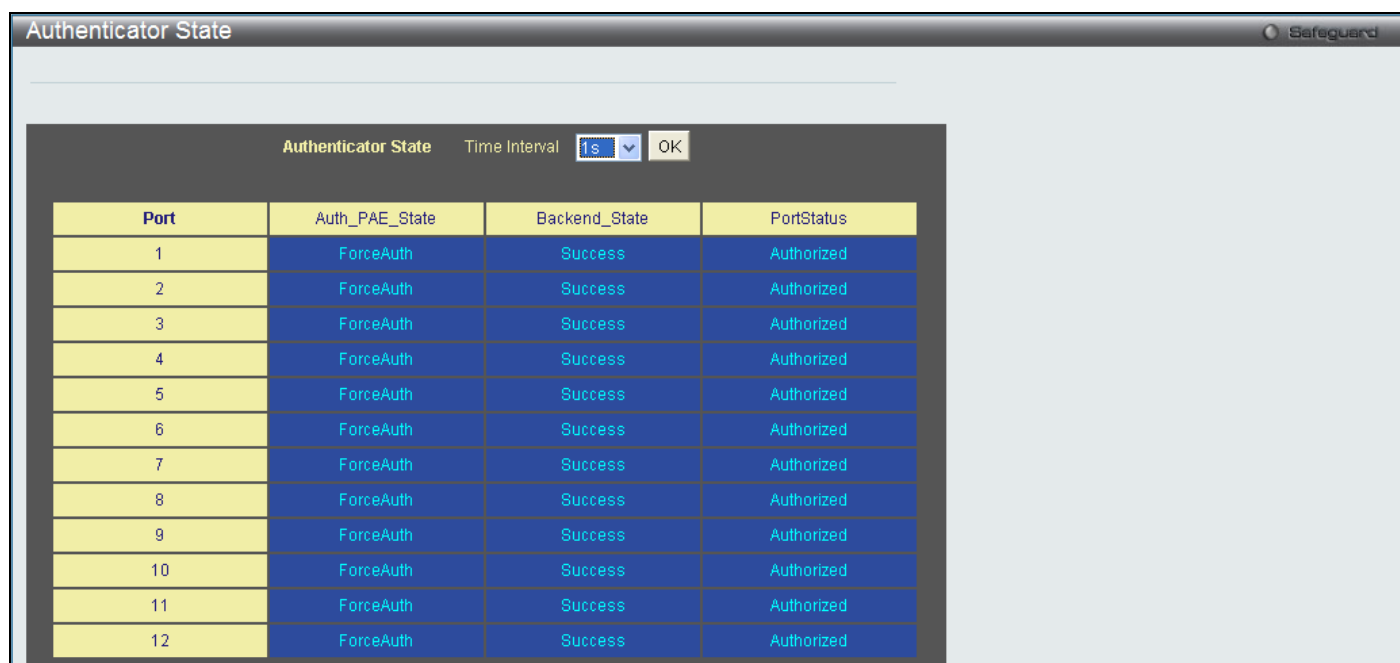 Authenticator State
Safeguard
Authenticator State Time Interval 1s OK
Port Auth_PAE_State Backend_State PortStatus
1 ForceAuth Success Authorized
2 ForceAuth Success Authorized
3 ForceAuth Success Authorized
4 ForceAuth Success Authorized
5 ForceAuth Success Authorized
6 ForceAuth Success Authorized
7 ForceAuth Success Authorized
8 ForceAuth Success Authorized
9 ForceAuth Success Authorized
10 ForceAuth Success Authorized
11 ForceAuth Success Authorized
12 ForceAuth Success Authorized